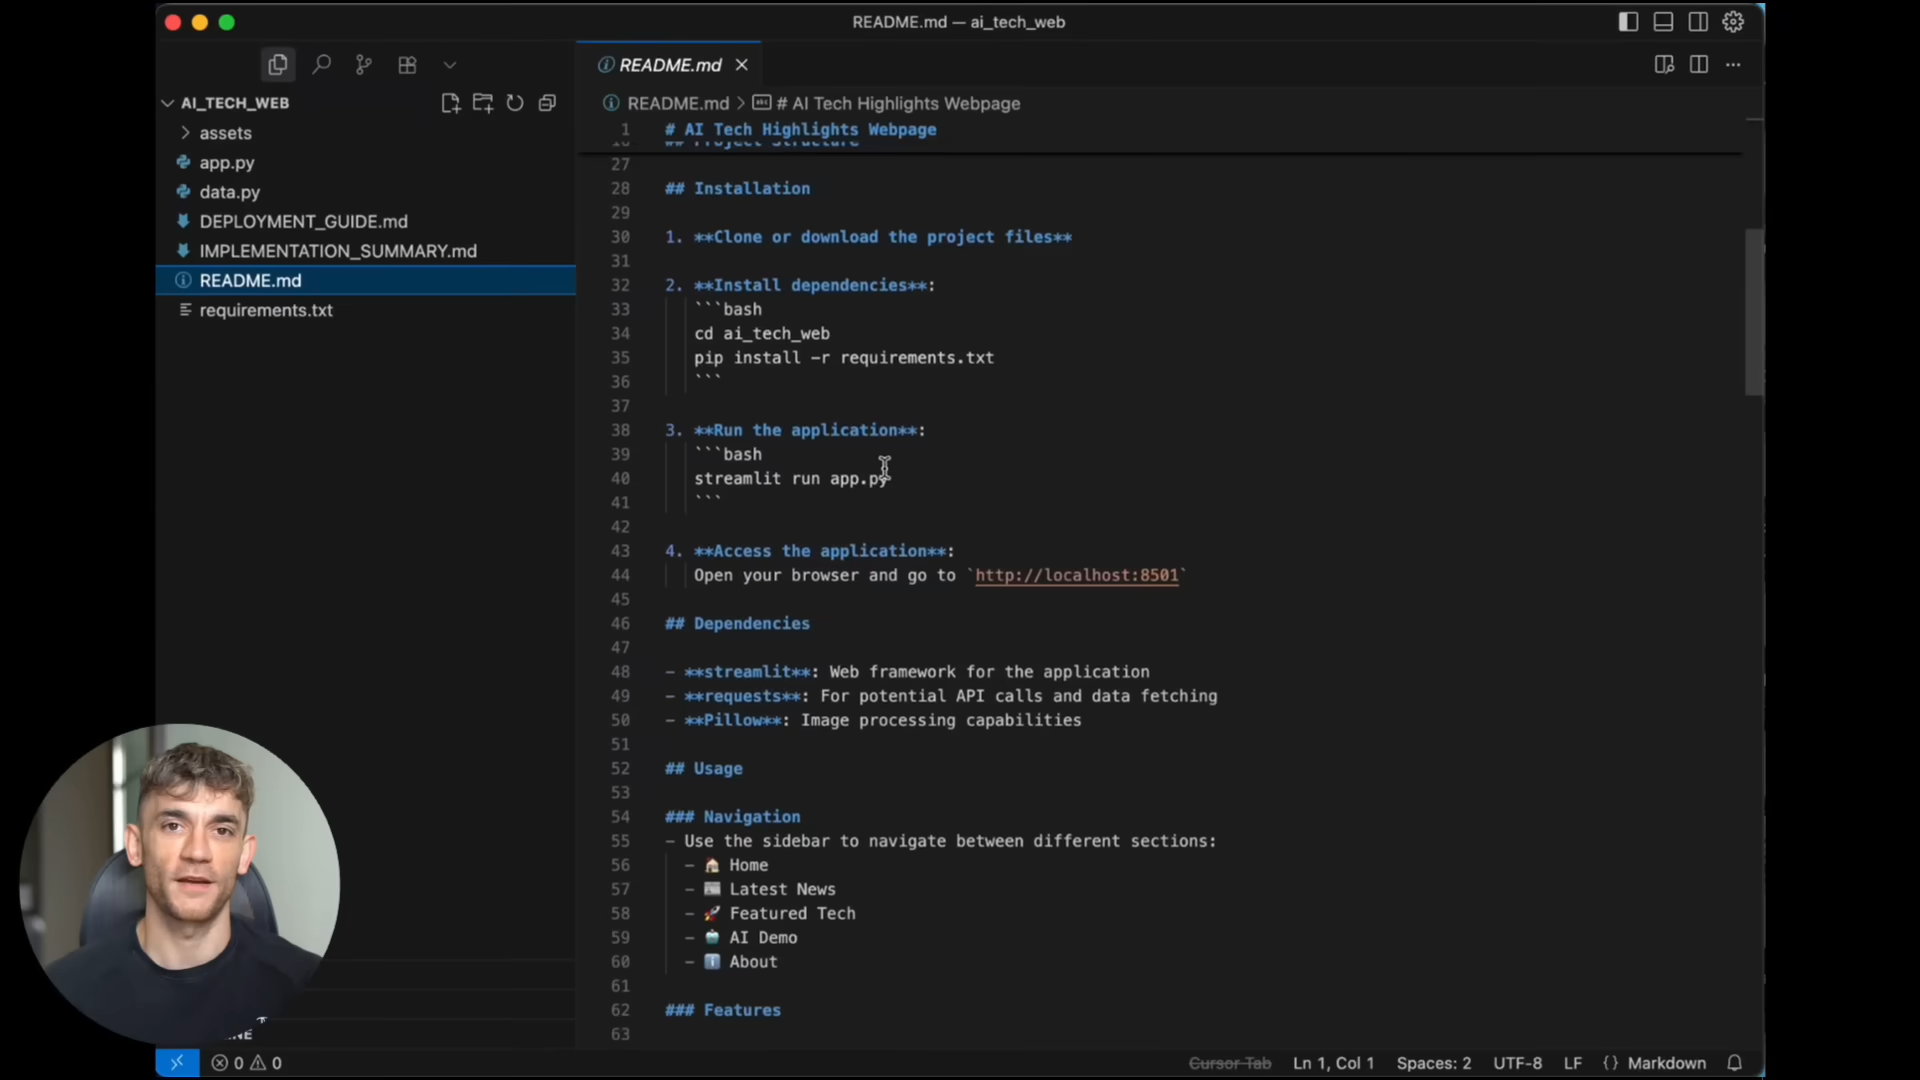 README.md — ai_tech_web
README.md
AI_TECH_WEB
README.md > # AI Tech Highlights Webpage
assets
app.py
data.py
DEPLOYMENT_GUIDE.md
IMPLEMENTATION_SUMMARY.md
README.md
requirements.txt
1 # AI Tech Highlights Webpage
16 ## Project Structure
27
28 ## Installation
29
30 1. **Clone or download the project files**
31
32 2. **Install dependencies**:
33 ```bash
34 cd ai_tech_web
35 pip install -r requirements.txt
36 ```
37
38 3. **Run the application**:
39 ```bash
40 streamlit run app.py
41 ```
42
43 4. **Access the application**:
44 Open your browser and go to `http://localhost:8501`
45
46 ## Dependencies
47
48 - **streamlit**: Web framework for the application
49 - **requests**: For potential API calls and data fetching
50 - **Pillow**: Image processing capabilities
51
52 ## Usage
53
54 ### Navigation
55 - Use the sidebar to navigate between different sections:
56 - 🏠 Home
57 - 📰 Latest News
58 - 🚀 Featured Tech
59 - 🤖 AI Demo
60 - ℹ️ About
61
62 ### Features
63
0 0
Cursor Tab
Ln 1, Col 1
Spaces: 2
UTF-8
LF
{} Markdown